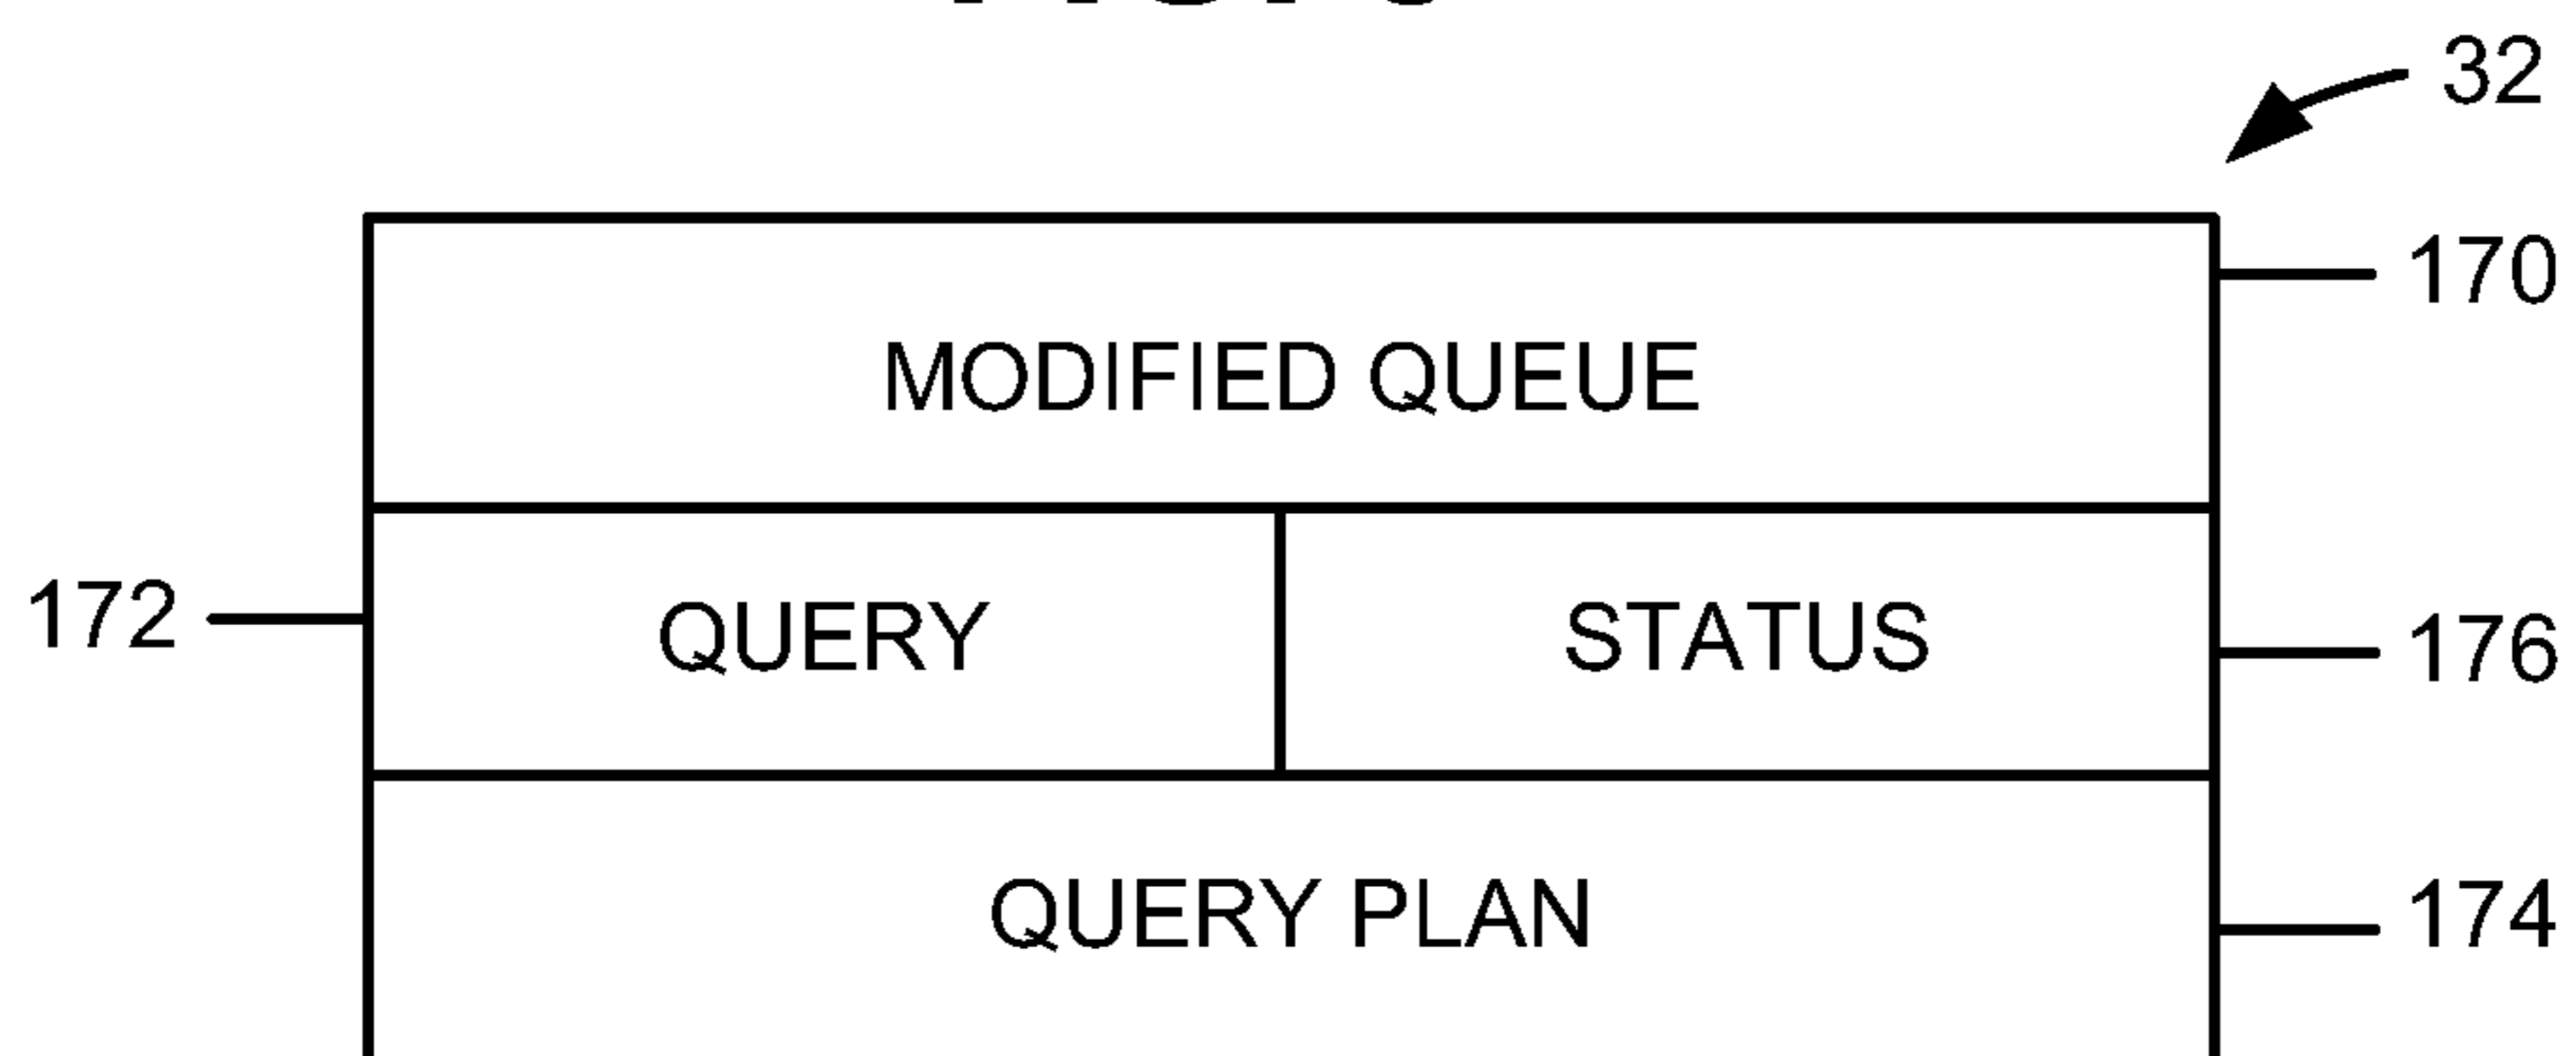 32
170
MODIFIED QUEUE
172 QUERY STATUS 176
QUERY PLAN 174